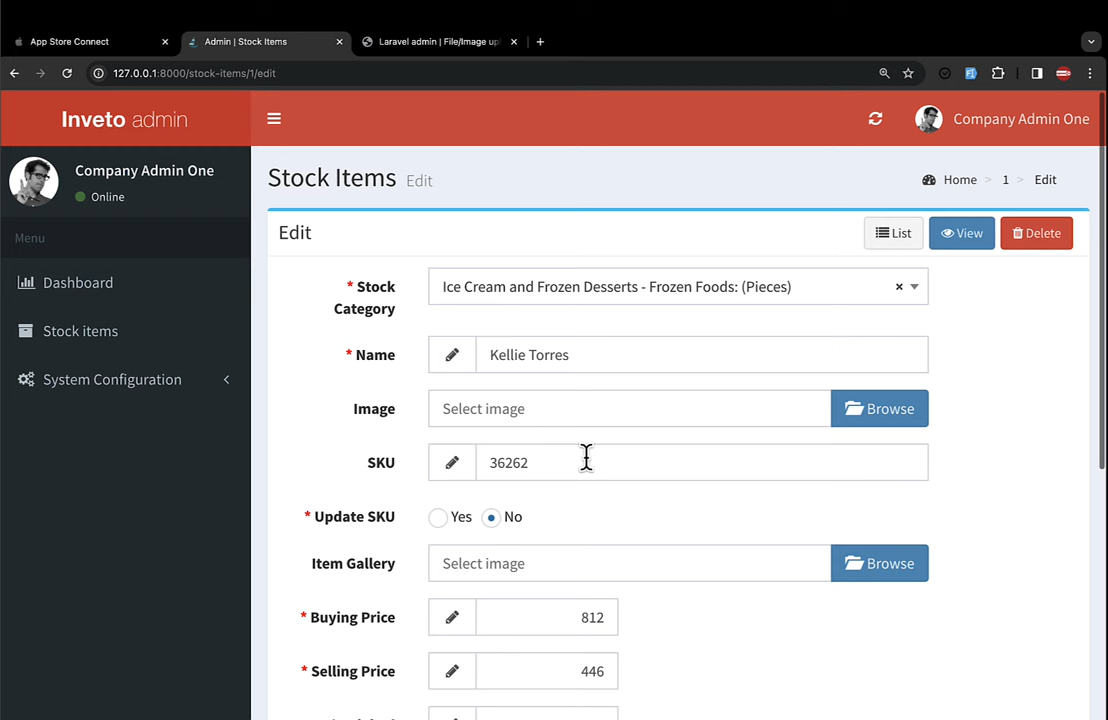 App Store Connect
Admin | Stock Items
Laravel admin | File/Image upl
127.0.0.1:8000/stock-items/1/edit
Inveto admin
Company Admin One
Company Admin One
Online
Menu
Dashboard
Stock items
System Configuration
Stock Items Edit
Home > 1 > Edit
Edit
List
View
Delete
* Stock
Category
Ice Cream and Frozen Desserts - Frozen Foods: (Pieces)
* Name
Kellie Torres
Image
Select image
Browse
SKU
36262
* Update SKU
Yes
No
Item Gallery
Select image
Browse
* Buying Price
812
* Selling Price
446